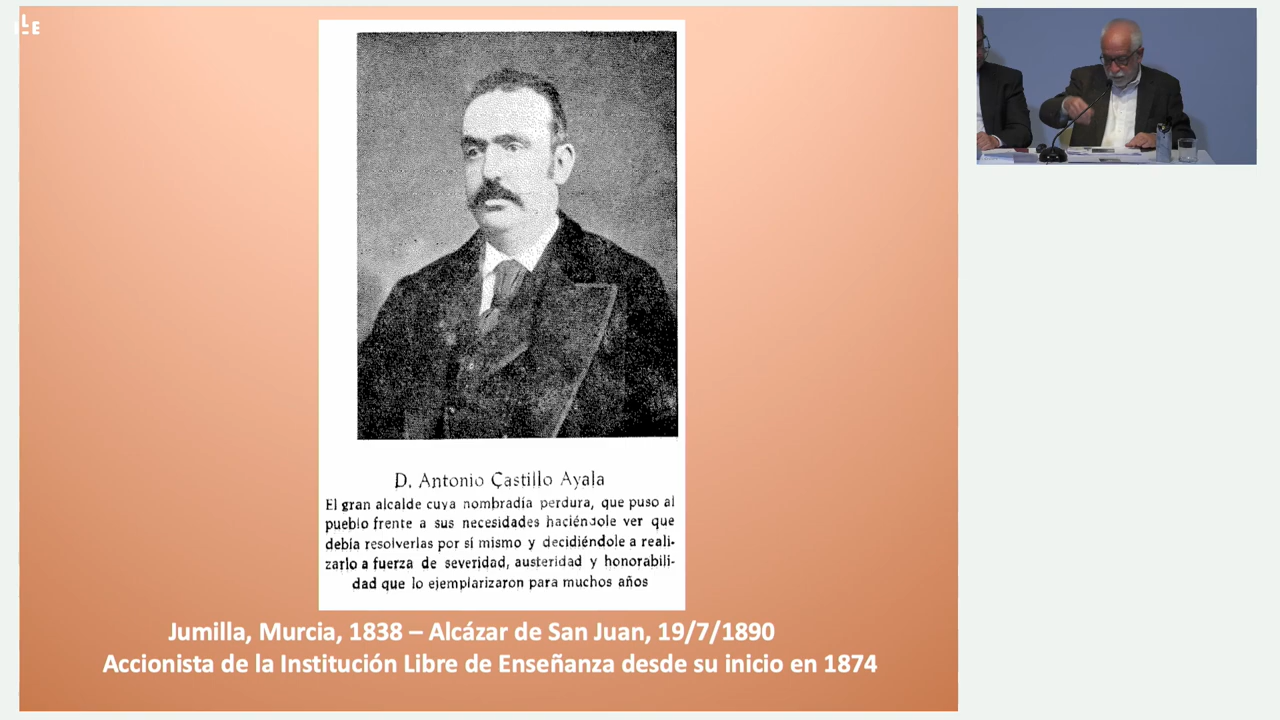 ILE
D. Antonio Castillo Ayala
El gran alcalde cuya nombradía perdura, que puso al
pueblo frente a sus necesidades haciéndole ver que
debía resolverlas por sí mismo y decidiéndole a reali-
zarlo a fuerza de severidad, austeridad y honorabili-
dad que lo ejemplarizaron para muchos años
Jumilla, Murcia, 1838 – Alcázar de San Juan, 19/7/1890
Accionista de la Institución Libre de Enseñanza desde su inicio en 1874